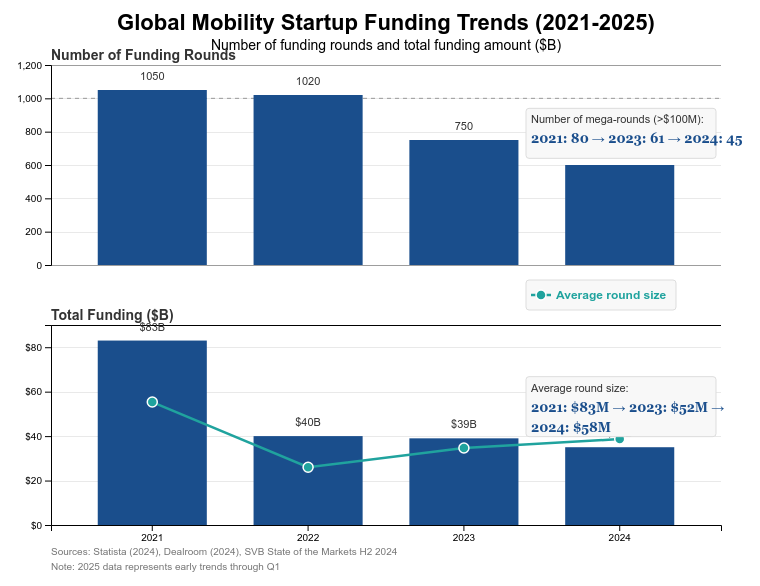 Global Mobility Startup Funding Trends (2021-2025)
Number of funding rounds and total funding amount ($B)
Number of Funding Rounds
1,200
1,000
800
600
400
200
0
1050
1020
750
Number of mega-rounds (>$100M):
2021: 80 → 2023: 61 → 2024: 45
Average round size
Total Funding ($B)
$80
$60
$40
$20
$0
$83B
$40B
$39B
Average round size:
2021: $83M → 2023: $52M →
2024: $58M
2021
2022
2023
2024
Sources: Statista (2024), Dealroom (2024), SVB State of the Markets H2 2024
Note: 2025 data represents early trends through Q1